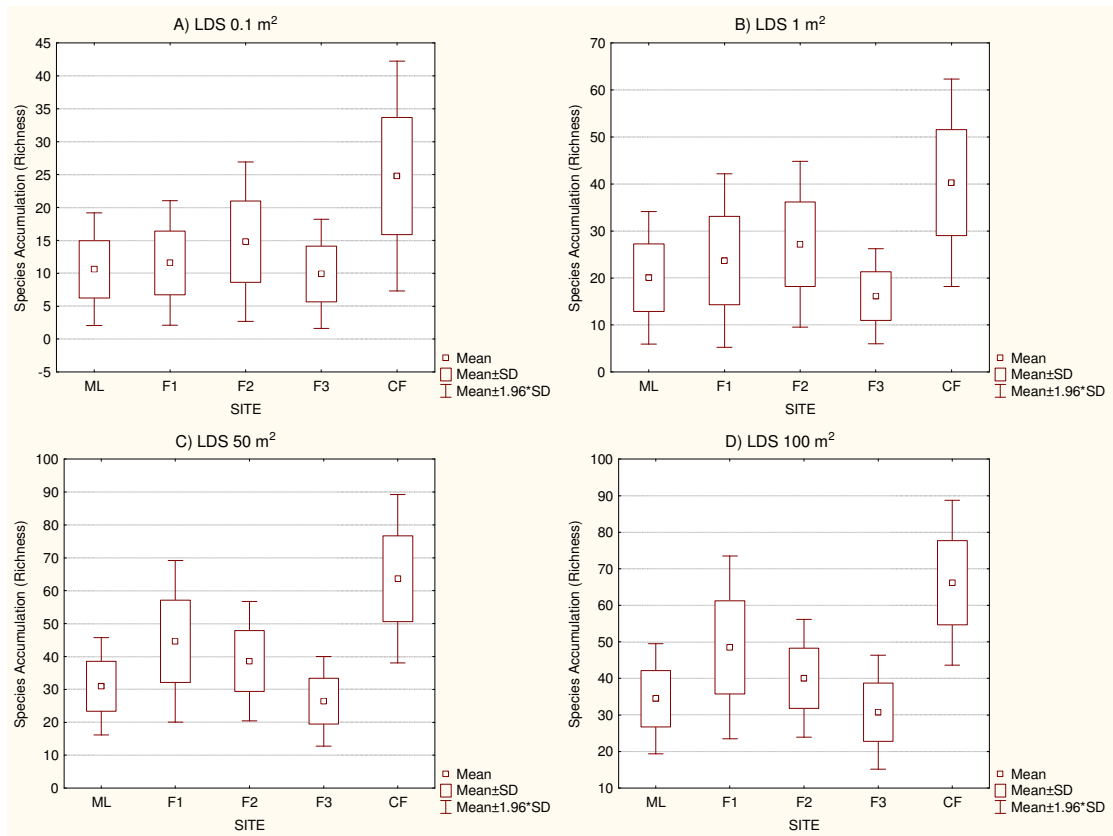 A) LDS 0.1 m²
45
40
35
30
25
20
15
10
5
0
-5
Species Accumulation (Richness)
ML F1 F2 F3 CF
SITE
Mean
Mean±SD
Mean±1.96*SD
B) LDS 1 m²
70
60
50
40
30
20
10
0
Species Accumulation (Richness)
ML F1 F2 F3 CF
SITE
Mean
Mean±SD
Mean±1.96*SD
C) LDS 50 m²
100
90
80
70
60
50
40
30
20
10
0
Species Accumulation (Richness)
ML F1 F2 F3 CF
SITE
Mean
Mean±SD
Mean±1.96*SD
D) LDS 100 m²
100
90
80
70
60
50
40
30
20
10
Species Accumulation (Richness)
ML F1 F2 F3 CF
SITE
Mean
Mean±SD
Mean±1.96*SD